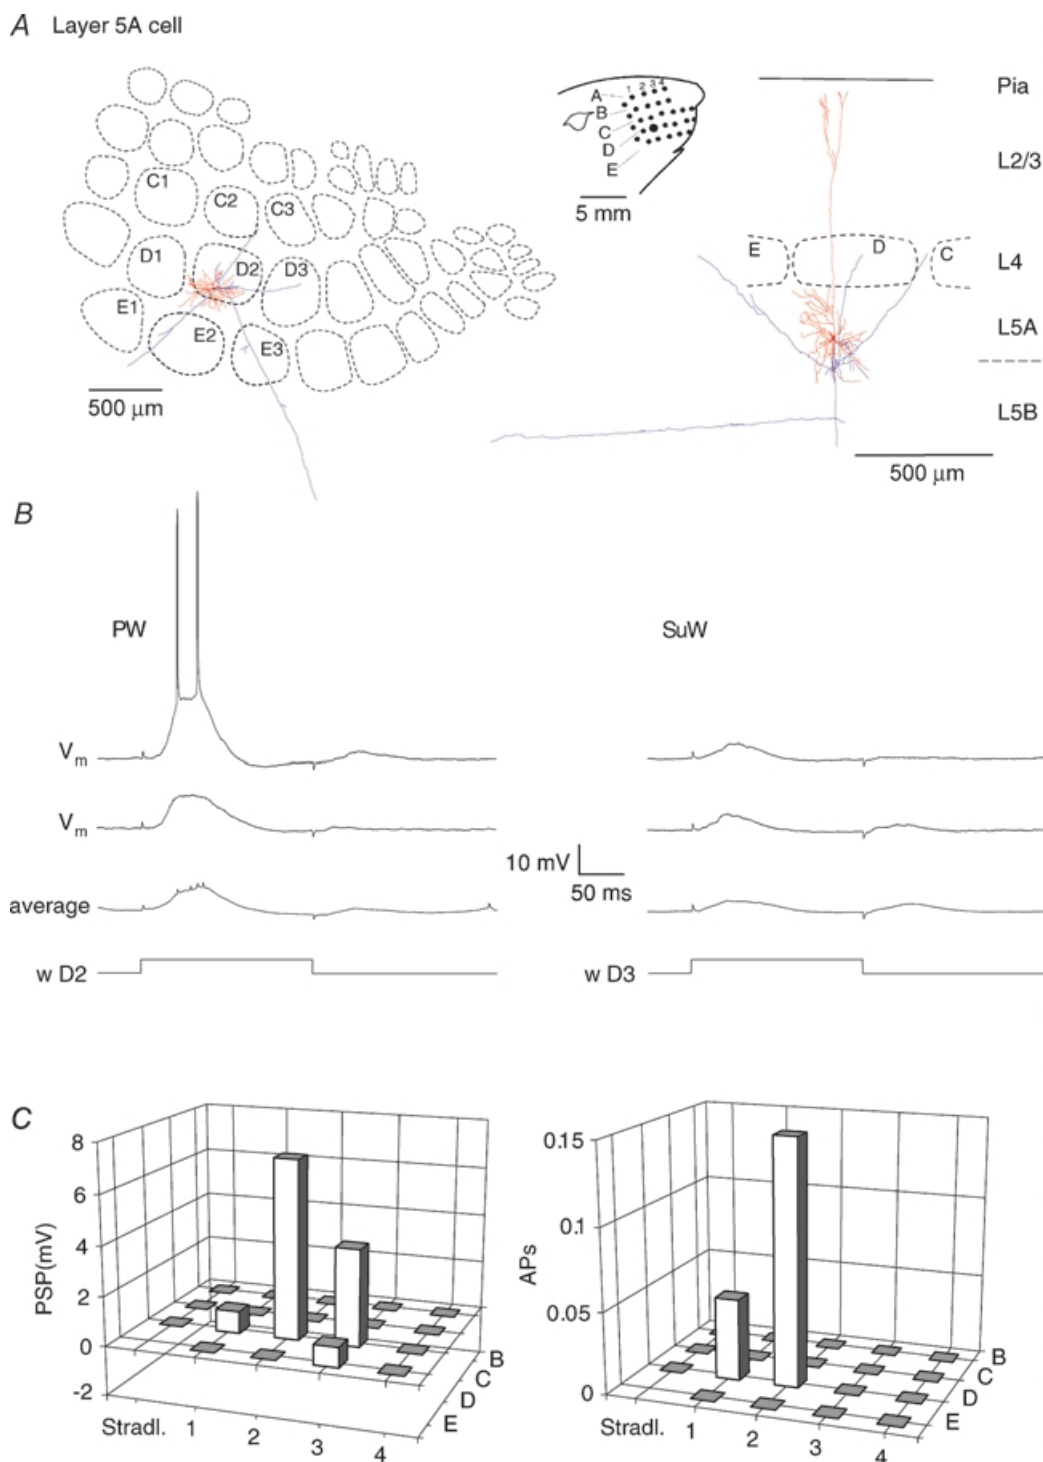 A Layer 5A cell
C1
C2
C3
D1
D2
D3
E1
E2
E3
500 μm
1 2 3 4
A
B
C
D
E
5 mm
Pia
L2/3
E
D
C
L4
L5A
L5B
500 μm
B
PW
SuW
Vm
Vm
10 mV
50 ms
average
w D2
w D3
C
PSP(mV)
8
6
4
2
0
-2
Stradl.
1
2
3
4
B
C
D
E
APs
0.15
0.1
0.05
0
Stradl.
1
2
3
4
B
C
D
E